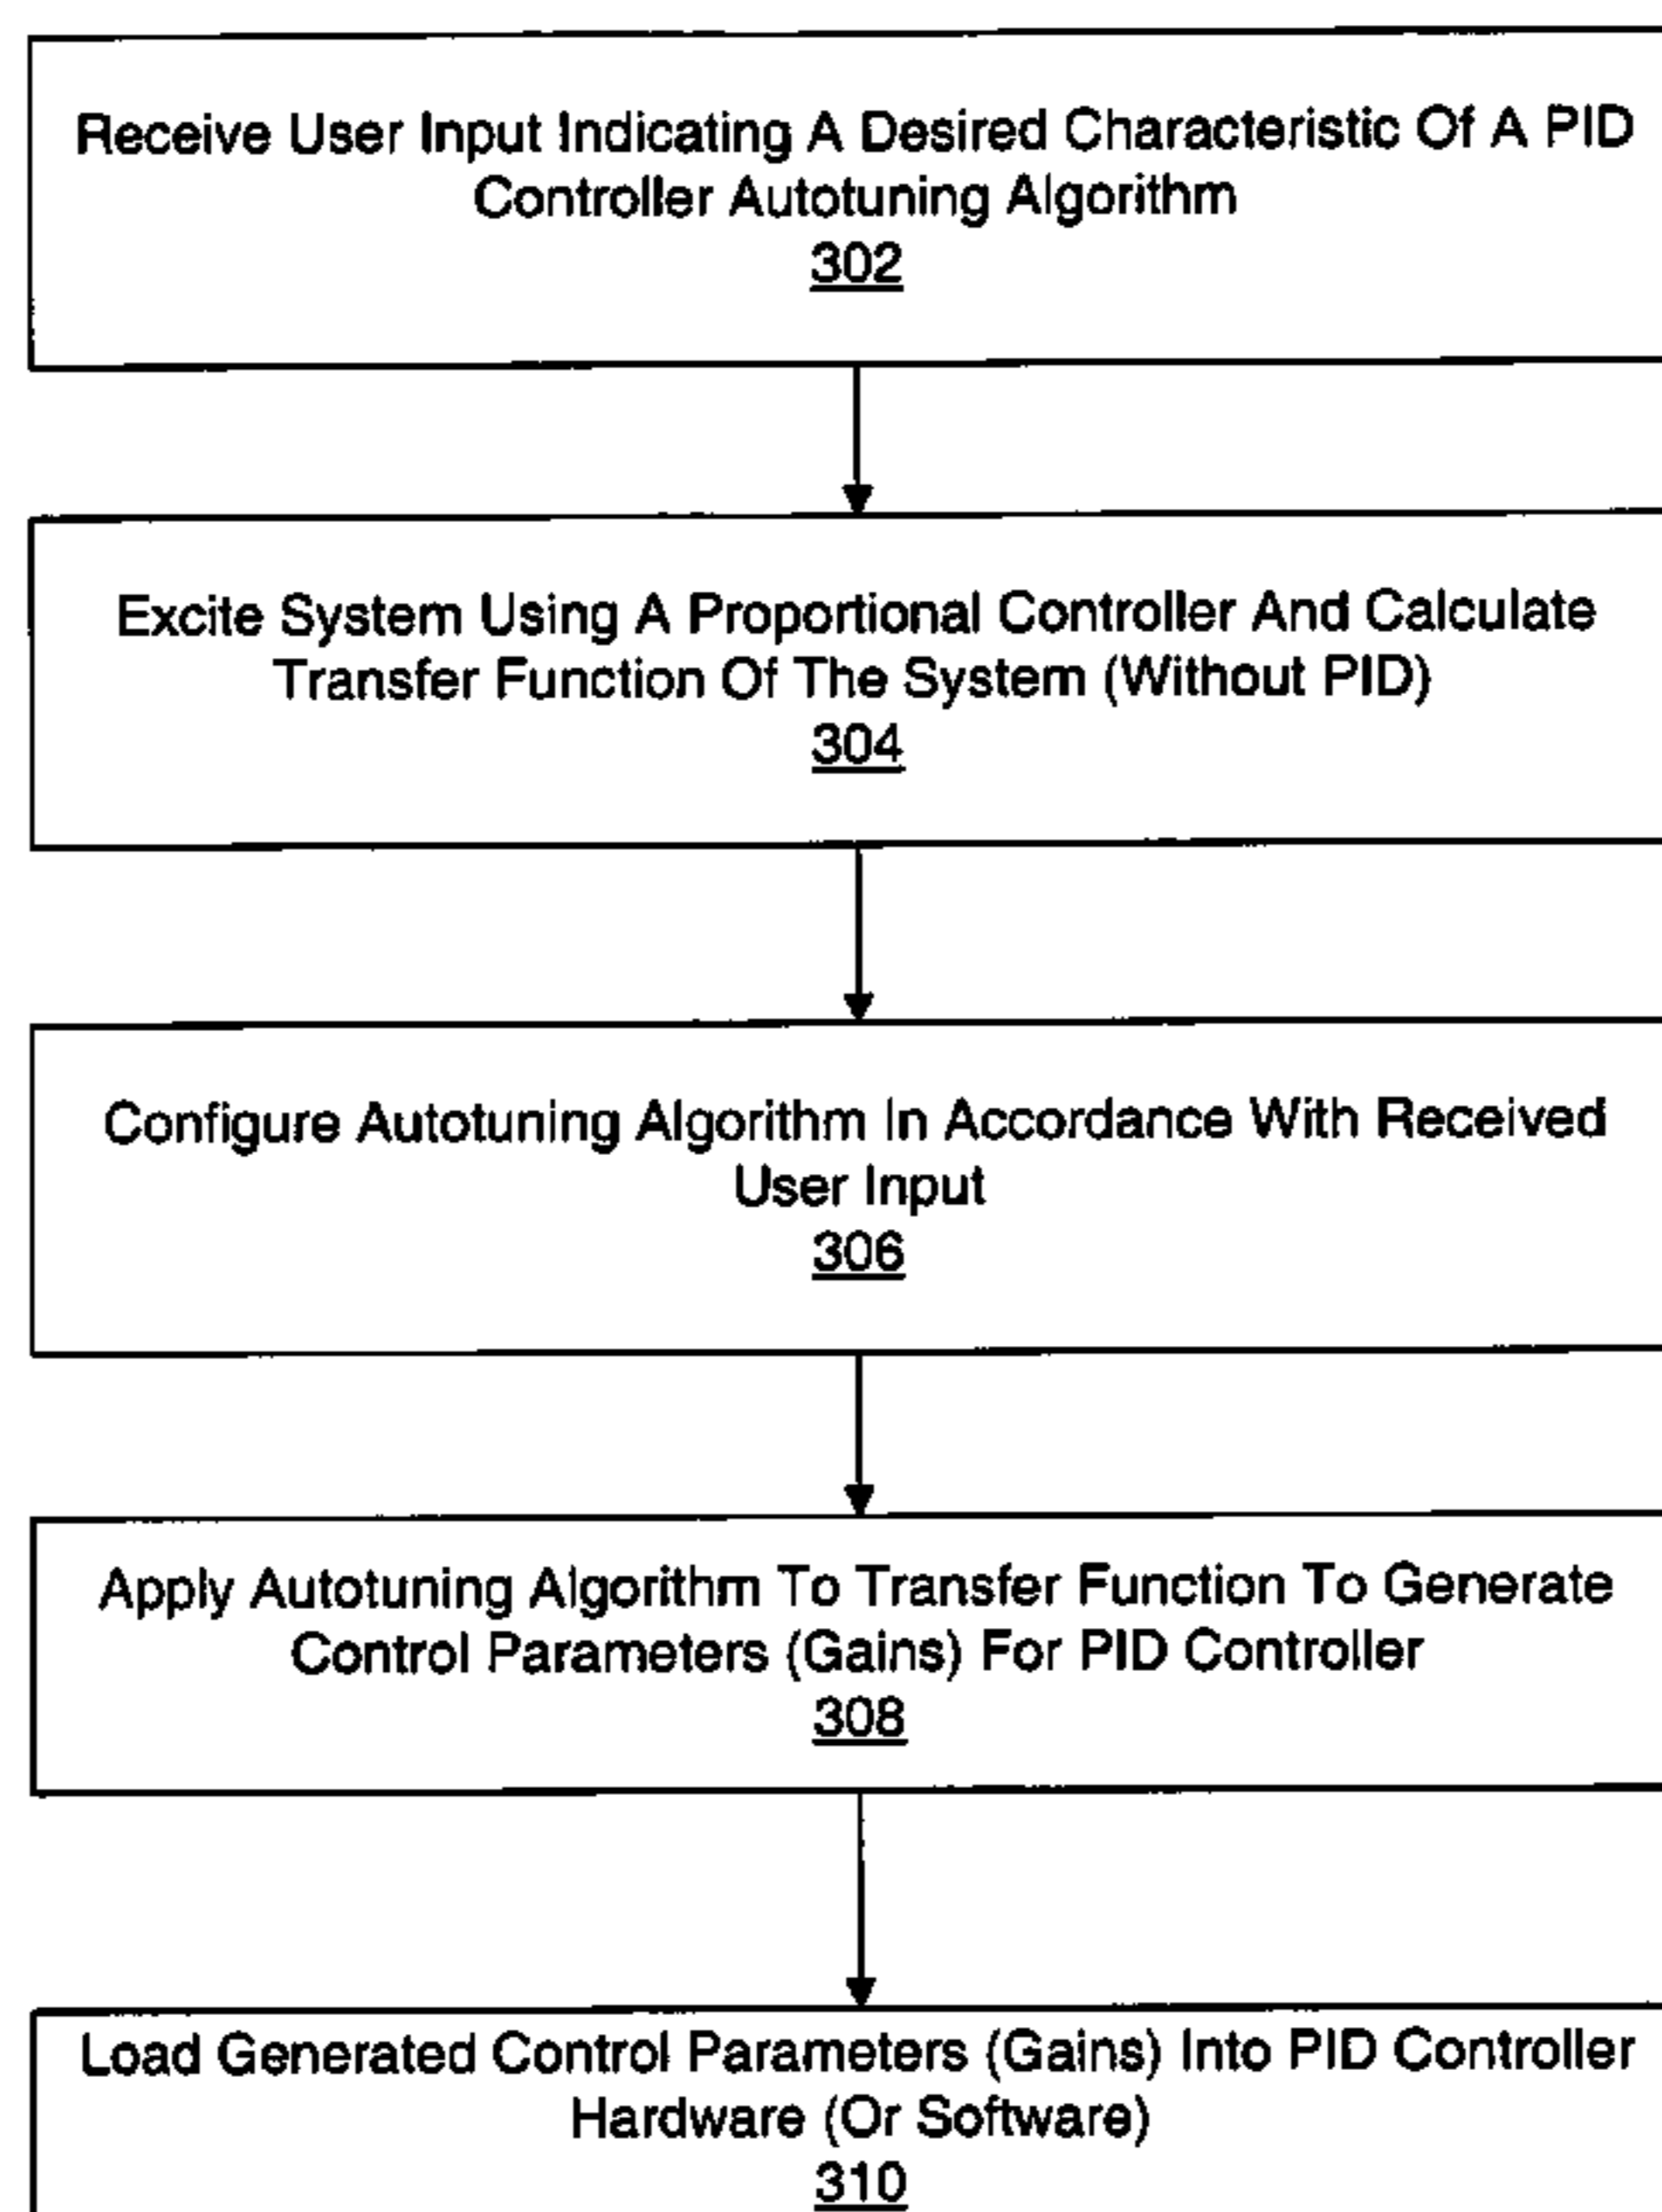 Receive User Input Indicating A Desired Characteristic Of A PID
Controller Autotuning Algorithm
302
Excite System Using A Proportional Controller And Calculate
Transfer Function Of The System (Without PID)
304
Configure Autotuning Algorithm In Accordance With Received
User Input
306
Apply Autotuning Algorithm To Transfer Function To Generate
Control Parameters (Gains) For PID Controller
308
Load Generated Control Parameters (Gains) Into PID Controller
Hardware (Or Software)
310